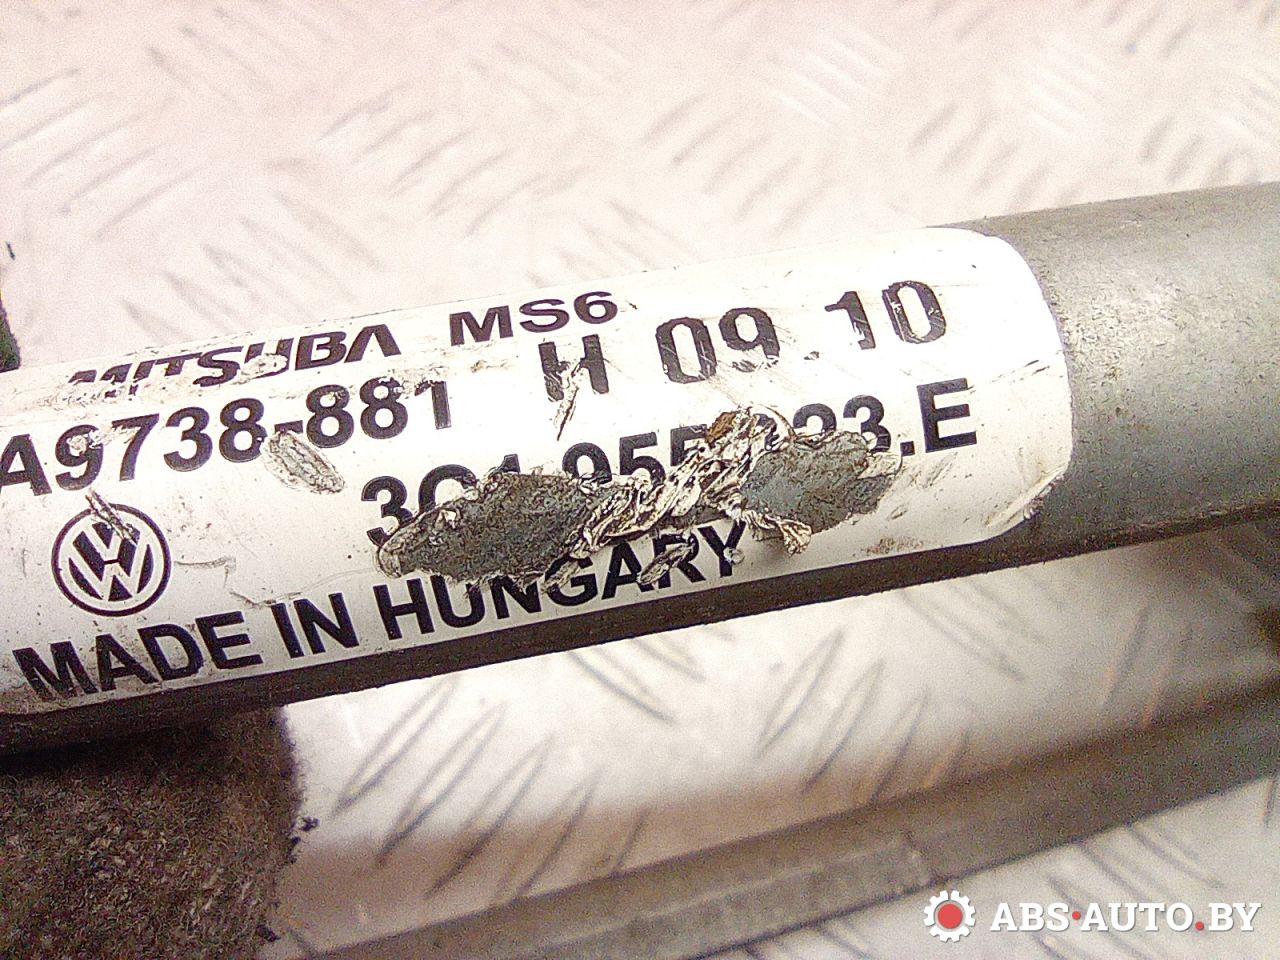 MITSUBA MS6
A9738-881 H 09.10
3C1.955.023.E
MADE IN HUNGARY
ABS·AUTO.BY